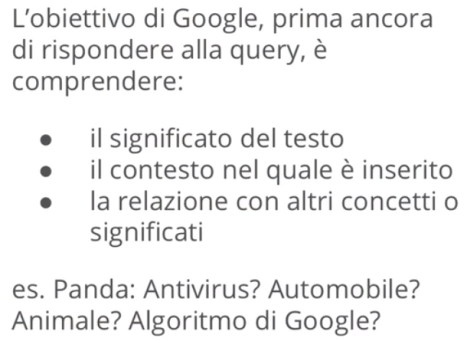 L’obiettivo di Google, prima ancora
di rispondere alla query, è
comprendere:
● il significato del testo
● il contesto nel quale è inserito
● la relazione con altri concetti o
significati
es. Panda: Antivirus? Automobile?
Animale? Algoritmo di Google?